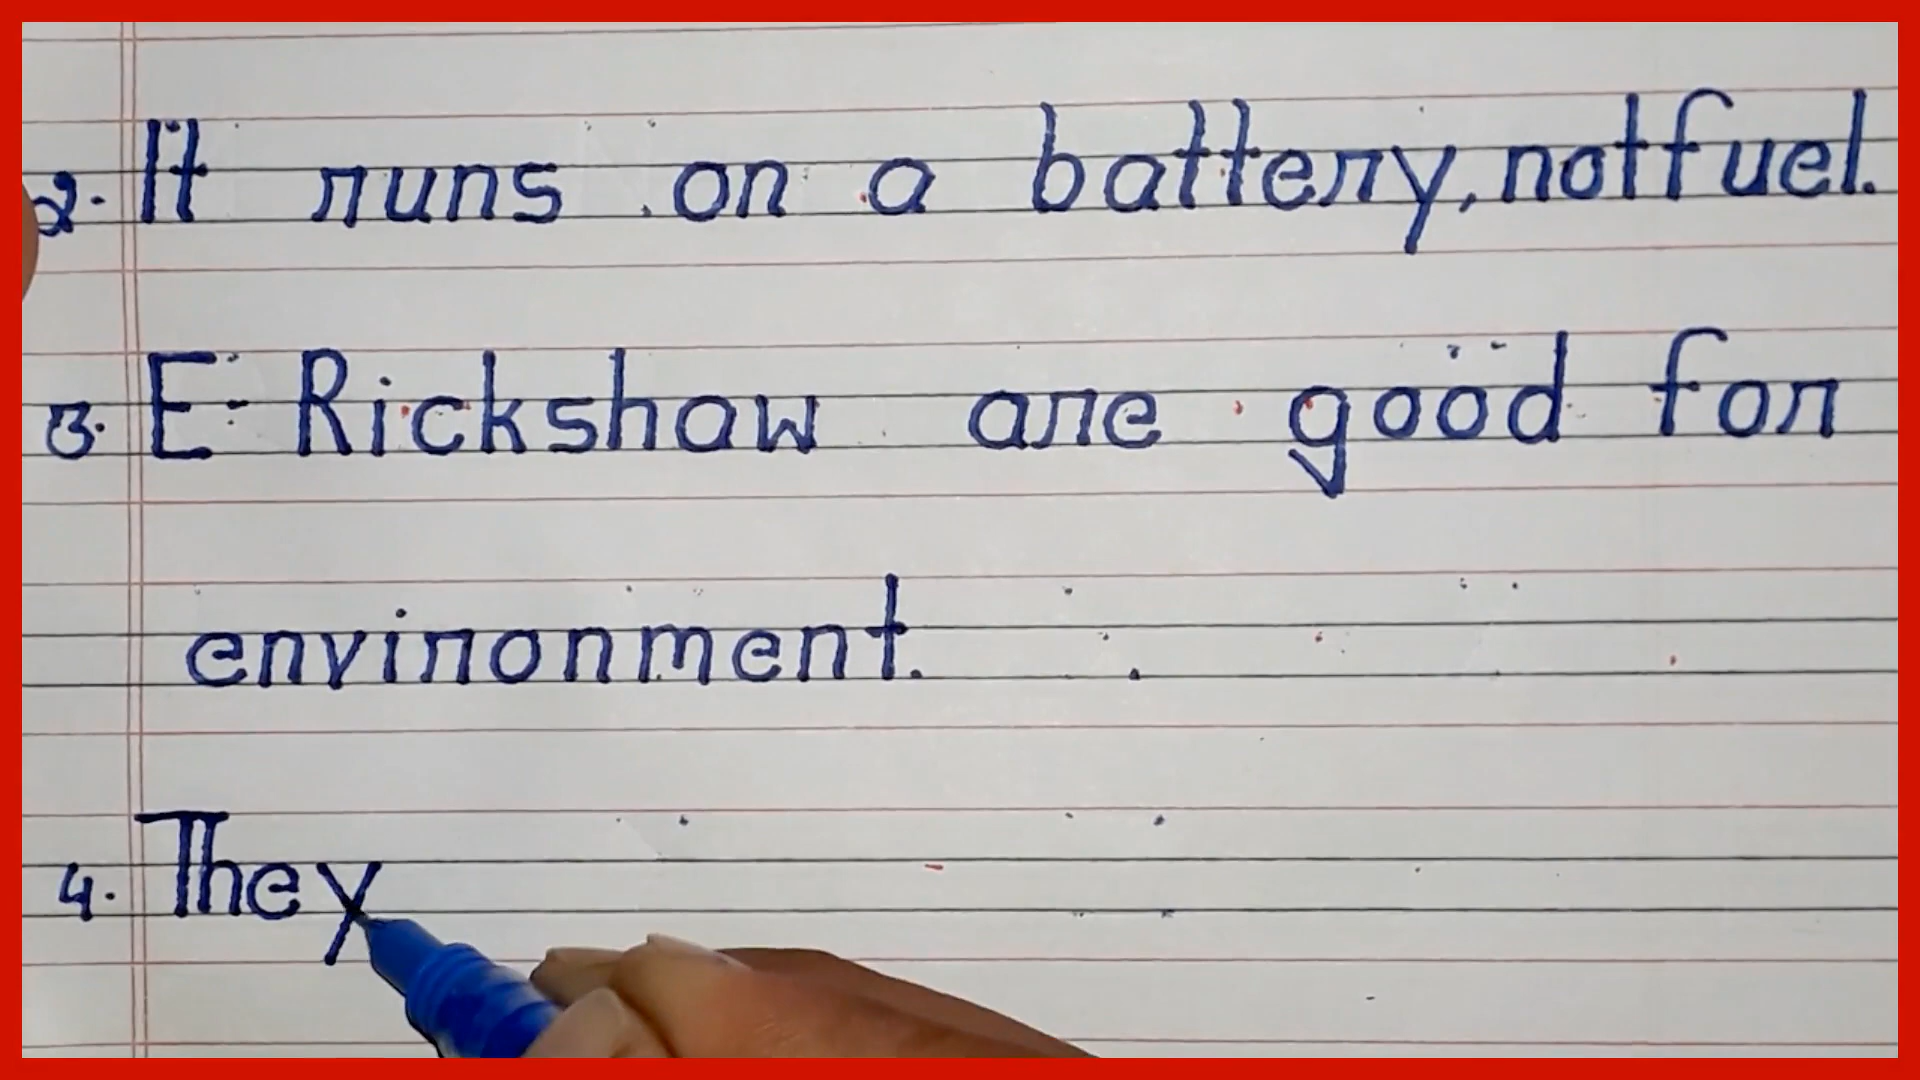 2. It runs on a battery, not fuel.
3. E-Rickshaw are good for
environment.
4. They